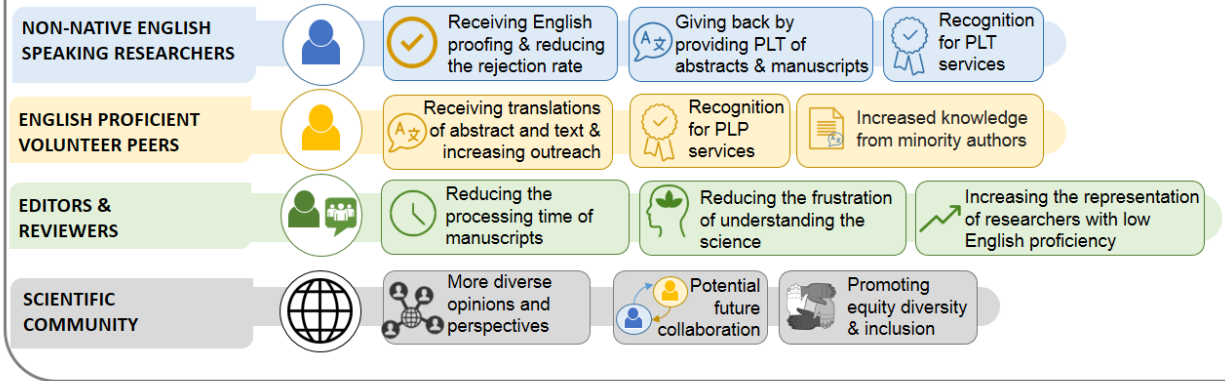 NON-NATIVE ENGLISH
SPEAKING RESEARCHERS
Receiving English
proofing & reducing
the rejection rate
A文
Giving back by
providing PLT of
abstracts & manuscripts
Recognition
for PLT
services
ENGLISH PROFICIENT
VOLUNTEER PEERS
A文
Receiving translations
of abstract and text &
increasing outreach
Recognition
for PLP
services
Increased knowledge
from minority authors
EDITORS &
REVIEWERS
Reducing the
processing time of
manuscripts
Reducing the frustration
of understanding the
science
Increasing the representation
of researchers with low
English proficiency
SCIENTIFIC
COMMUNITY
More diverse
opinions and
perspectives
Potential
future
collaboration
Promoting
equity diversity
& inclusion